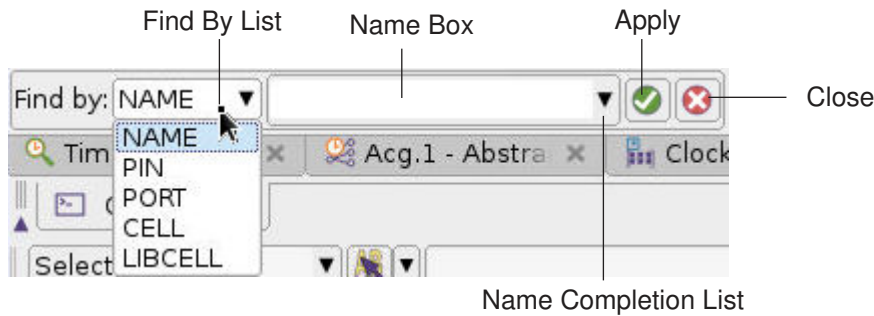 Find By List
Name Box
Apply
Find by: NAME
Close
NAME
Tim
Acg.1 - Abstra
Clock
PIN
PORT
CELL
Select
LIBCELL
Name Completion List